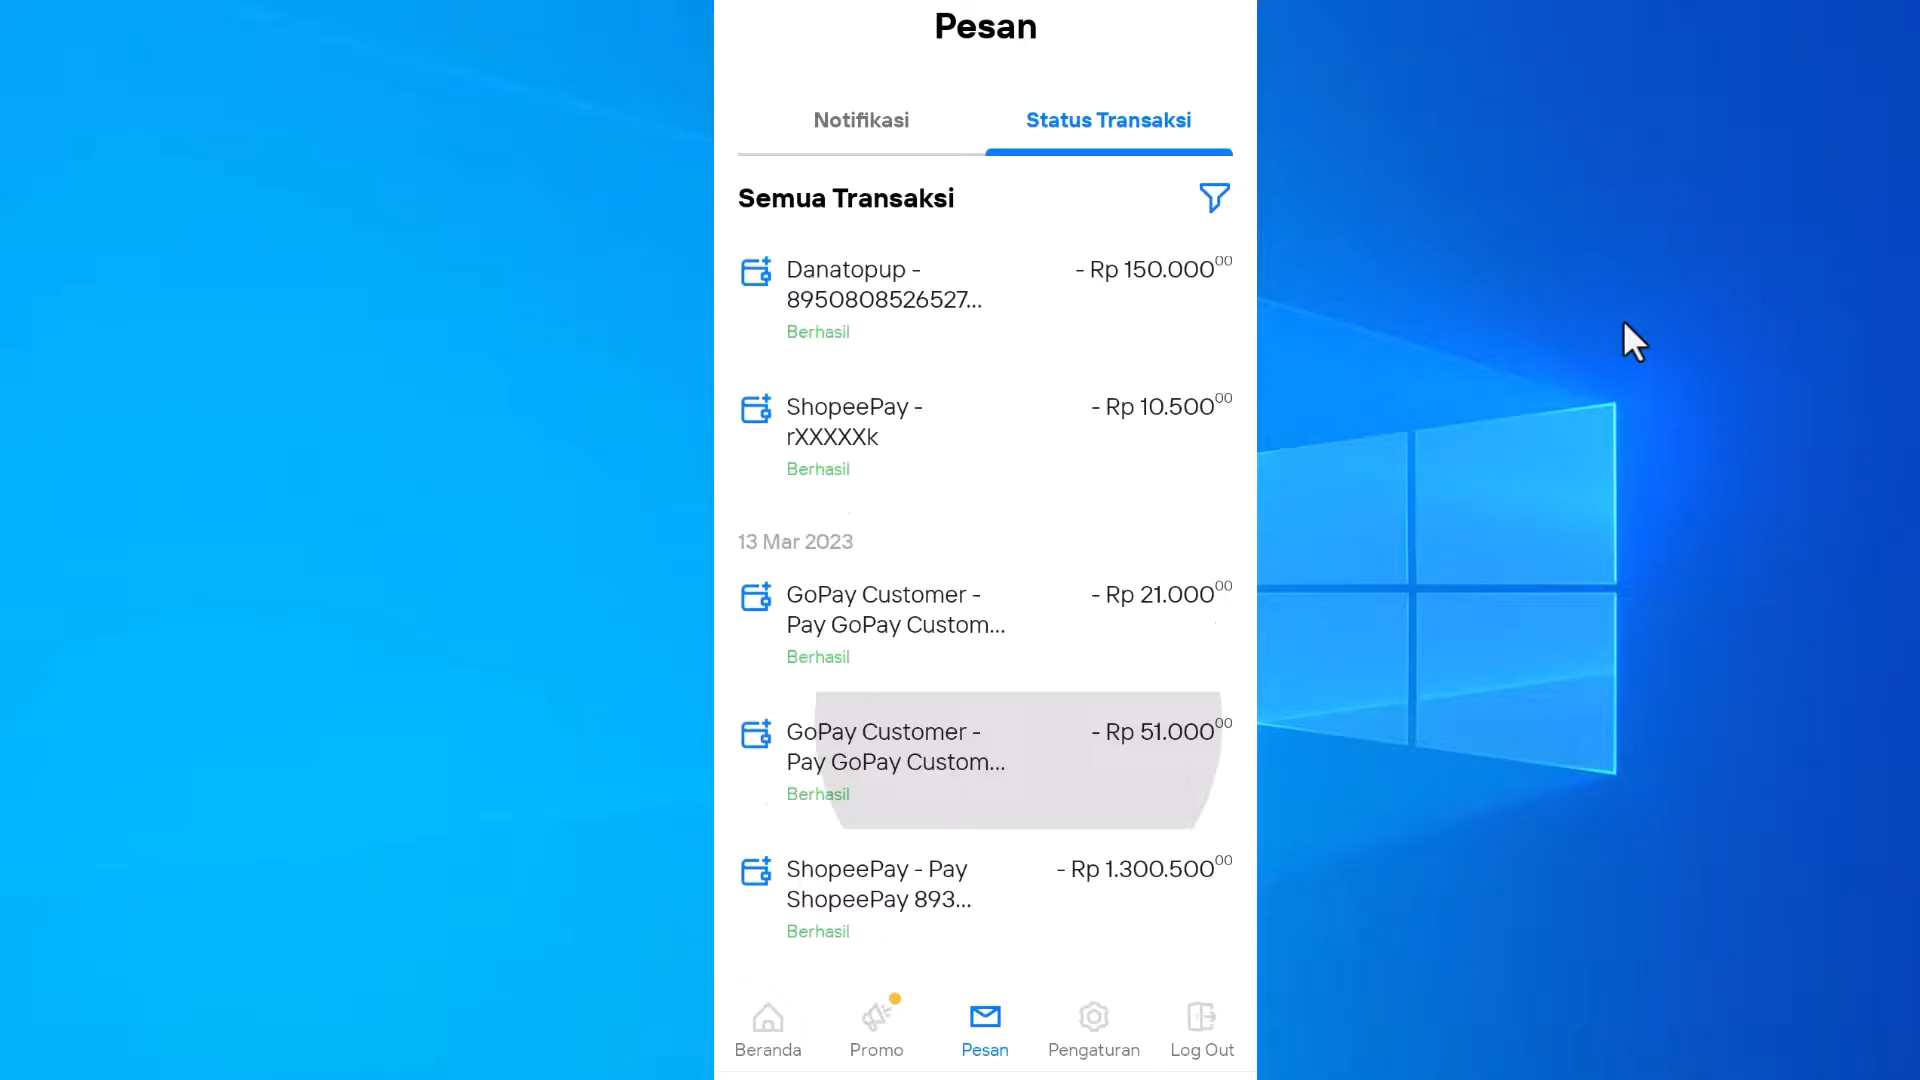 Pesan
Notifikasi
Status Transaksi
Semua Transaksi
Danatopup - - Rp 150.000⁰⁰
8950808526527...
Berhasil
ShopeePay - - Rp 10.500⁰⁰
rXXXXXk
Berhasil
13 Mar 2023
GoPay Customer - - Rp 21.000⁰⁰
Pay GoPay Custom...
Berhasil
GoPay Customer - - Rp 51.000⁰⁰
Pay GoPay Custom...
Berhasil
ShopeePay - Pay - Rp 1.300.500⁰⁰
ShopeePay 893...
Berhasil
Beranda
Promo
Pesan
Pengaturan
Log Out